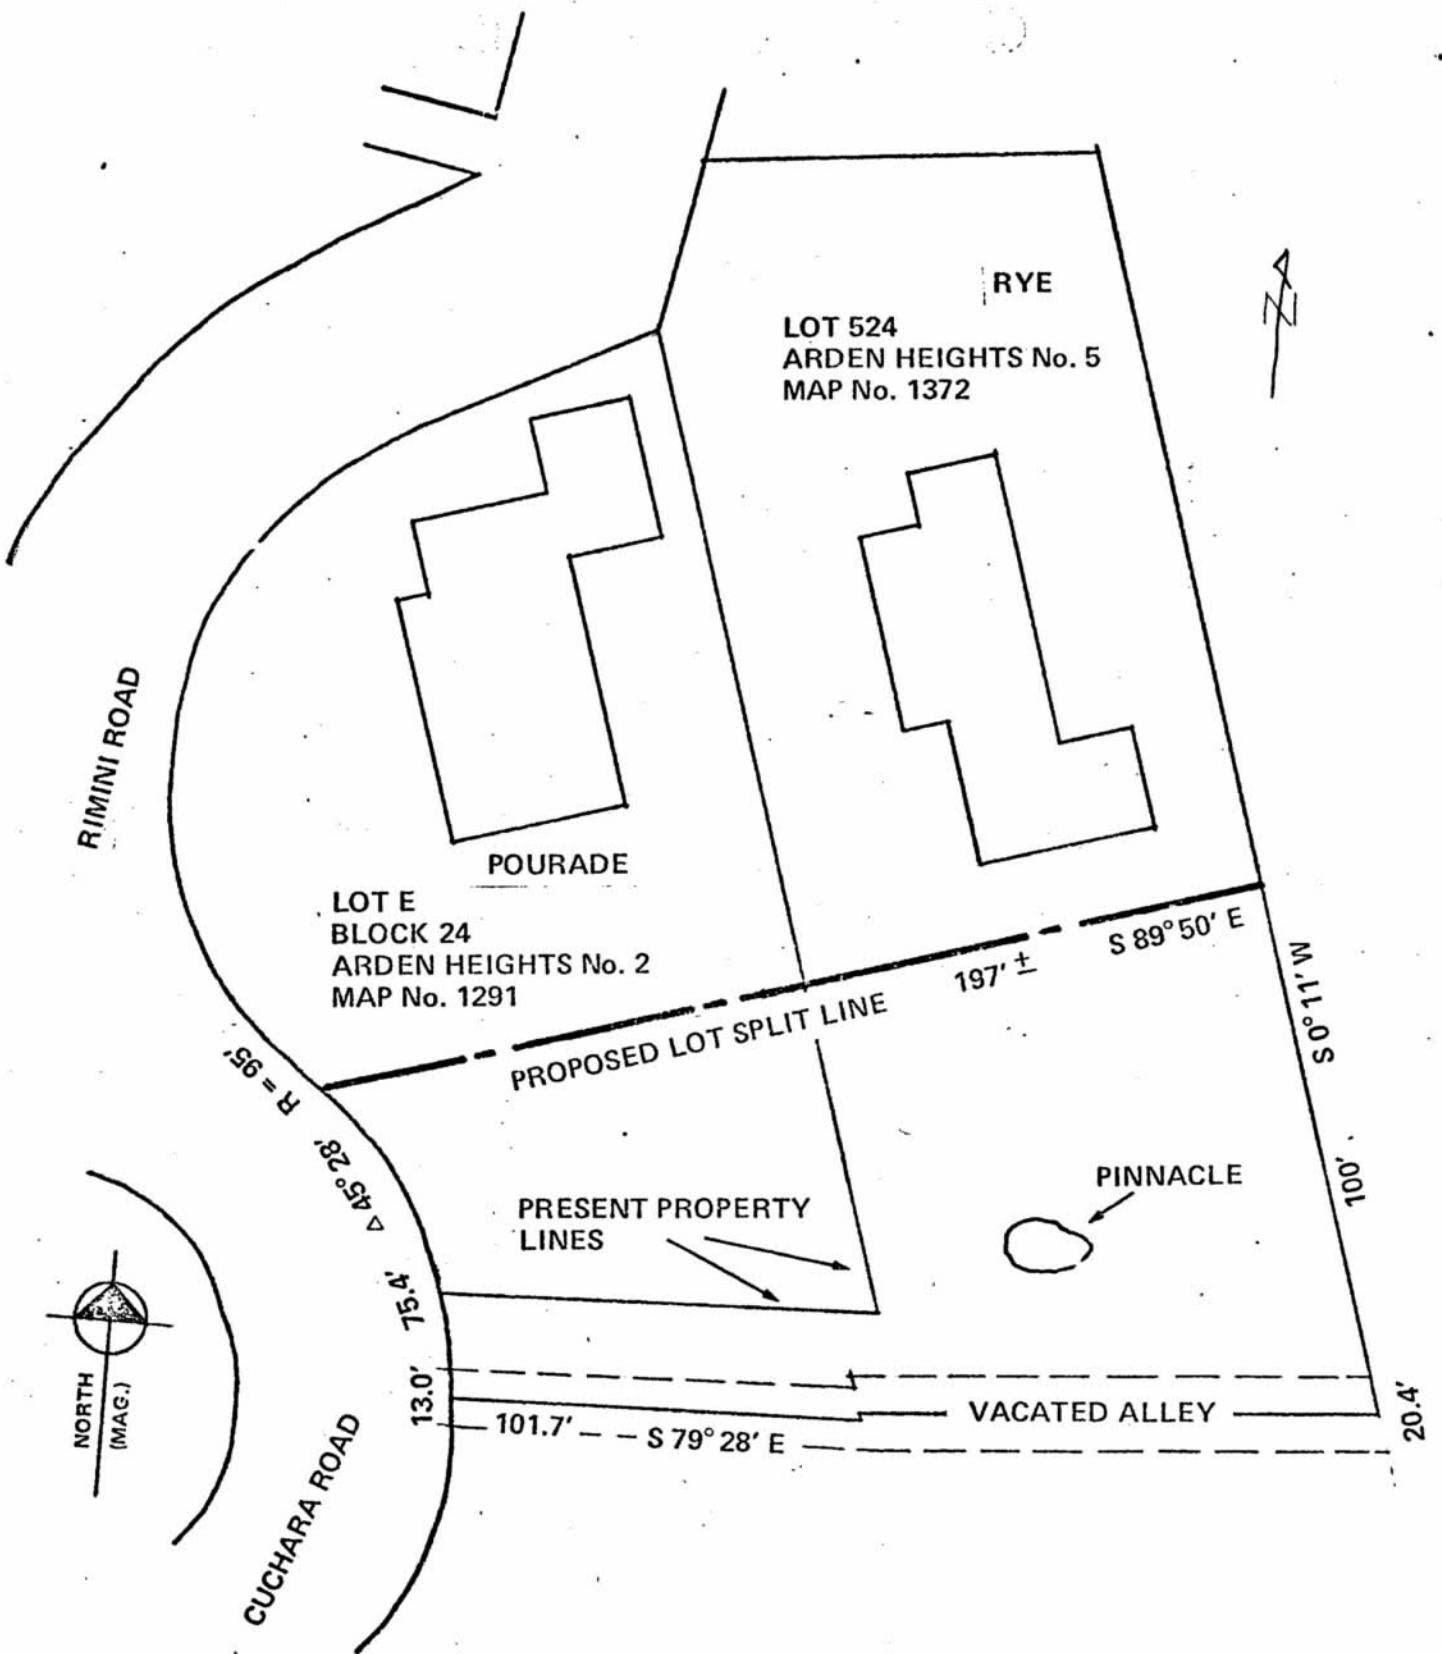 RYE
LOT 524
ARDEN HEIGHTS No. 5
MAP No. 1372
N
RIMINI ROAD
POURADE
LOT E
BLOCK 24
ARDEN HEIGHTS No. 2
MAP No. 1291
S 89° 50' E
197' ±
PROPOSED LOT SPLIT LINE
S 0° 11' W
R = 95'
Δ 45° 28'
75.4'
13.0'
PINNACLE
100'
PRESENT PROPERTY
LINES
NORTH
(MAG.)
VACATED ALLEY
101.7'
S 79° 28' E
20.4'
CUCHARA ROAD